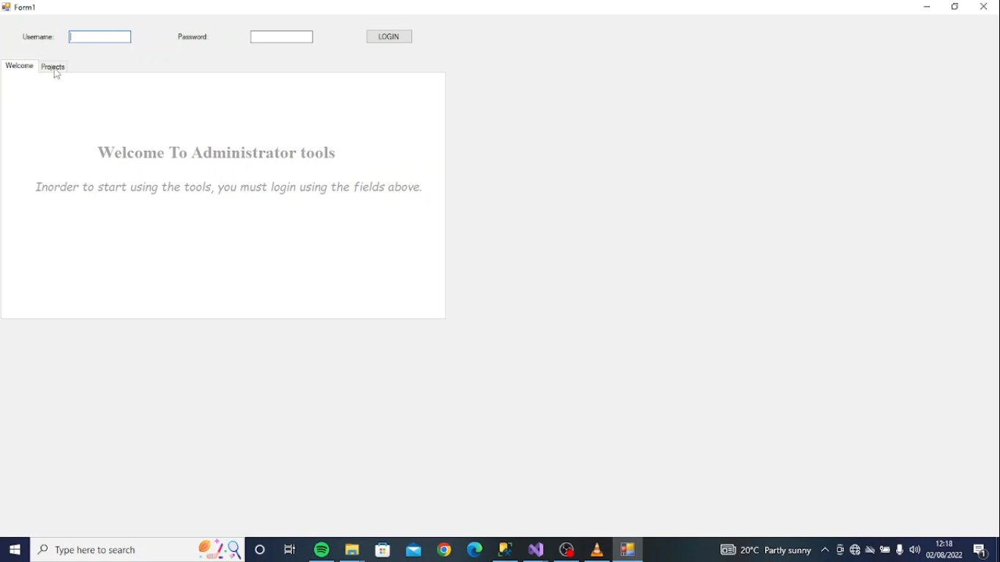 Form1
Username: Password: LOGIN
Welcome Projects
Welcome To Administrator tools
Inorder to start using the tools, you must login using the fields above.
Type here to search 20°C Partly sunny 12:18
02/08/2022 1